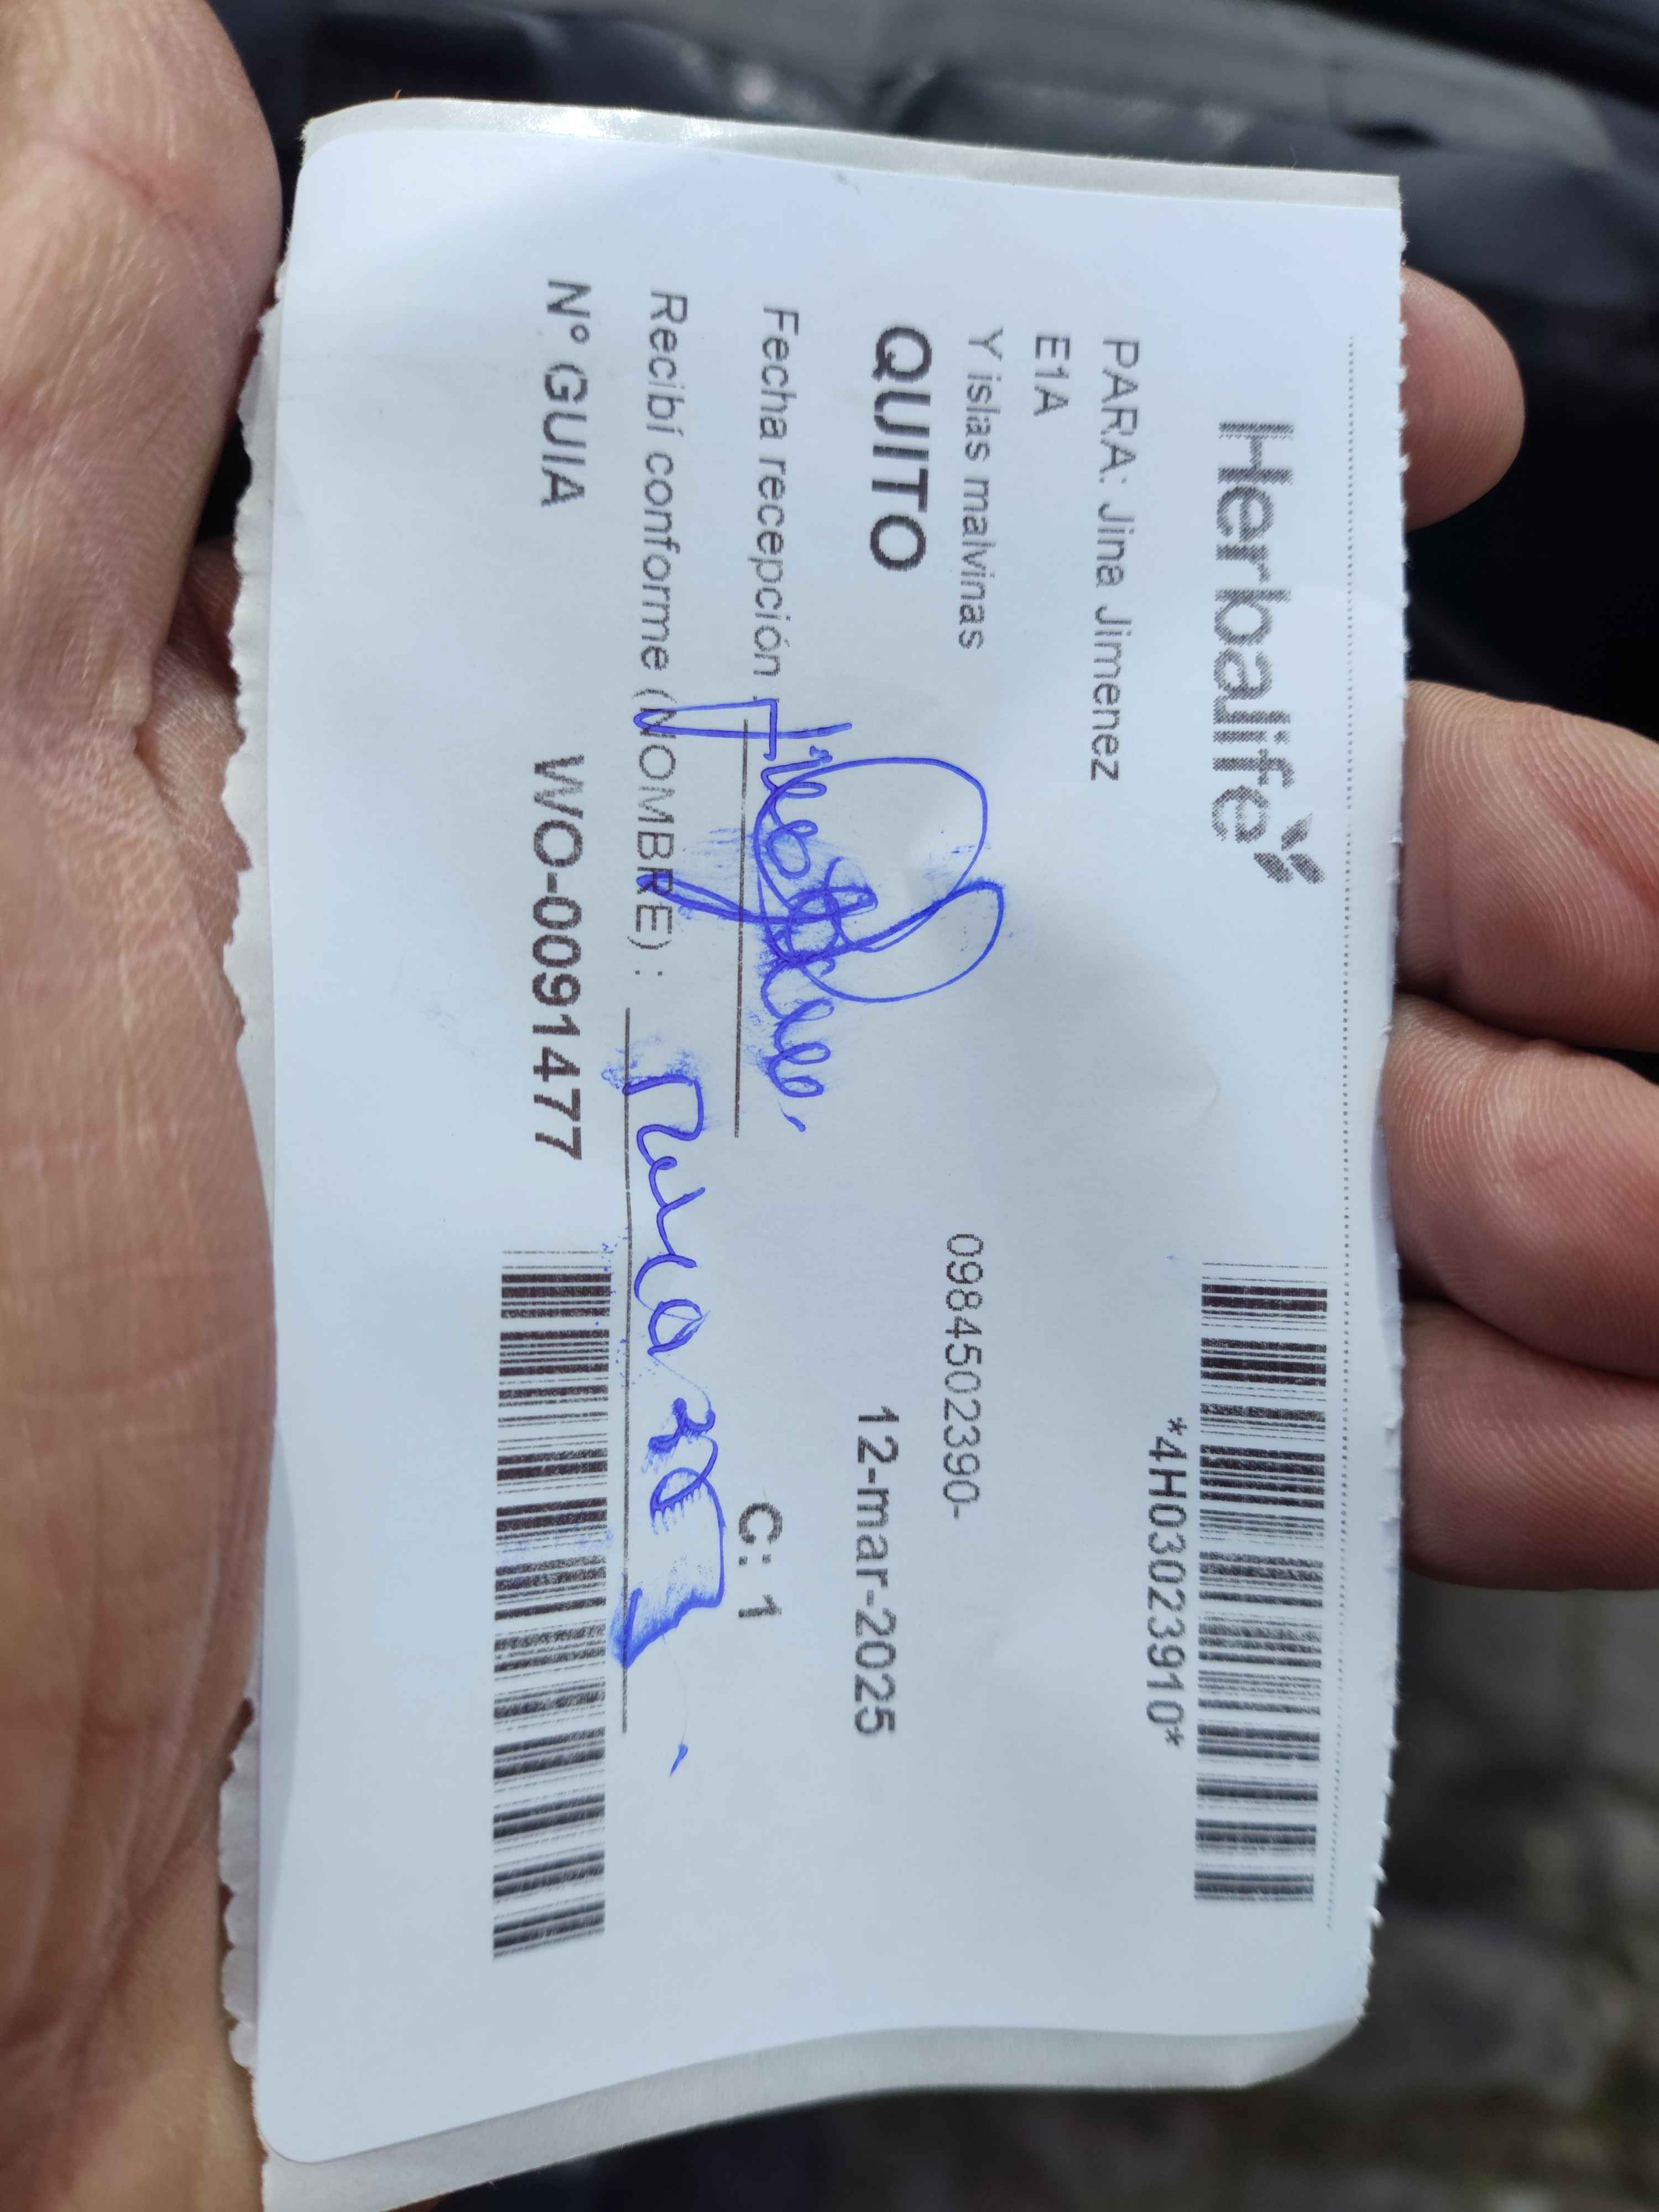 Herbalife
*4H03023910*
PARA: Jina Jimenez
E1A
Y islas malvinas 0984502390-
QUITO 12-mar-2025
Fecha recepción C: 1
Recibí conforme (NOMBRE) :
Nº GUIA WO-0091477